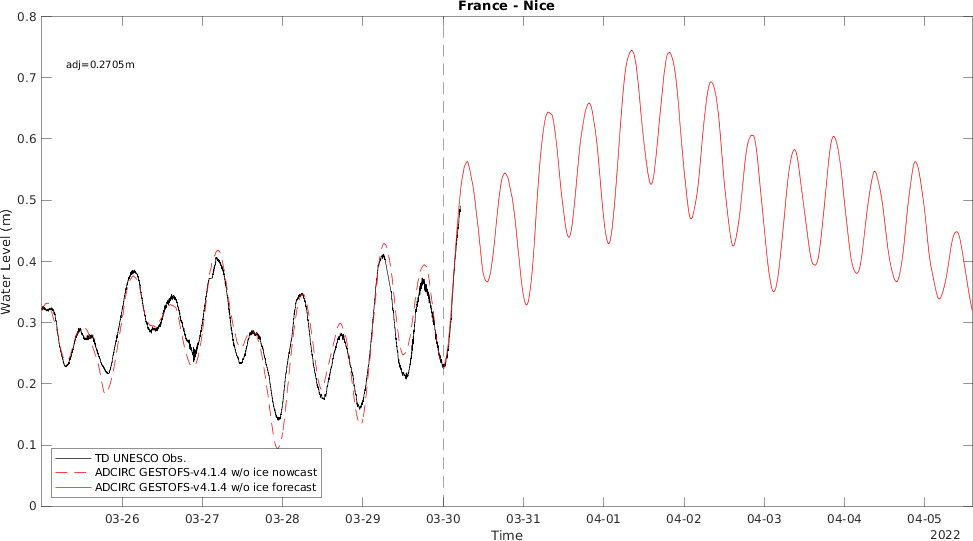 France - Nice
0.8
0.7
0.6
0.5
0.4
0.3
0.2
0.1
0
Water Level (m)
adj=0.2705m
TD UNESCO Obs.
ADCIRC GESTOFS-v4.1.4 w/o ice nowcast
ADCIRC GESTOFS-v4.1.4 w/o ice forecast
03-26 03-27 03-28 03-29 03-30 03-31 04-01 04-02 04-03 04-04 04-05
Time
2022